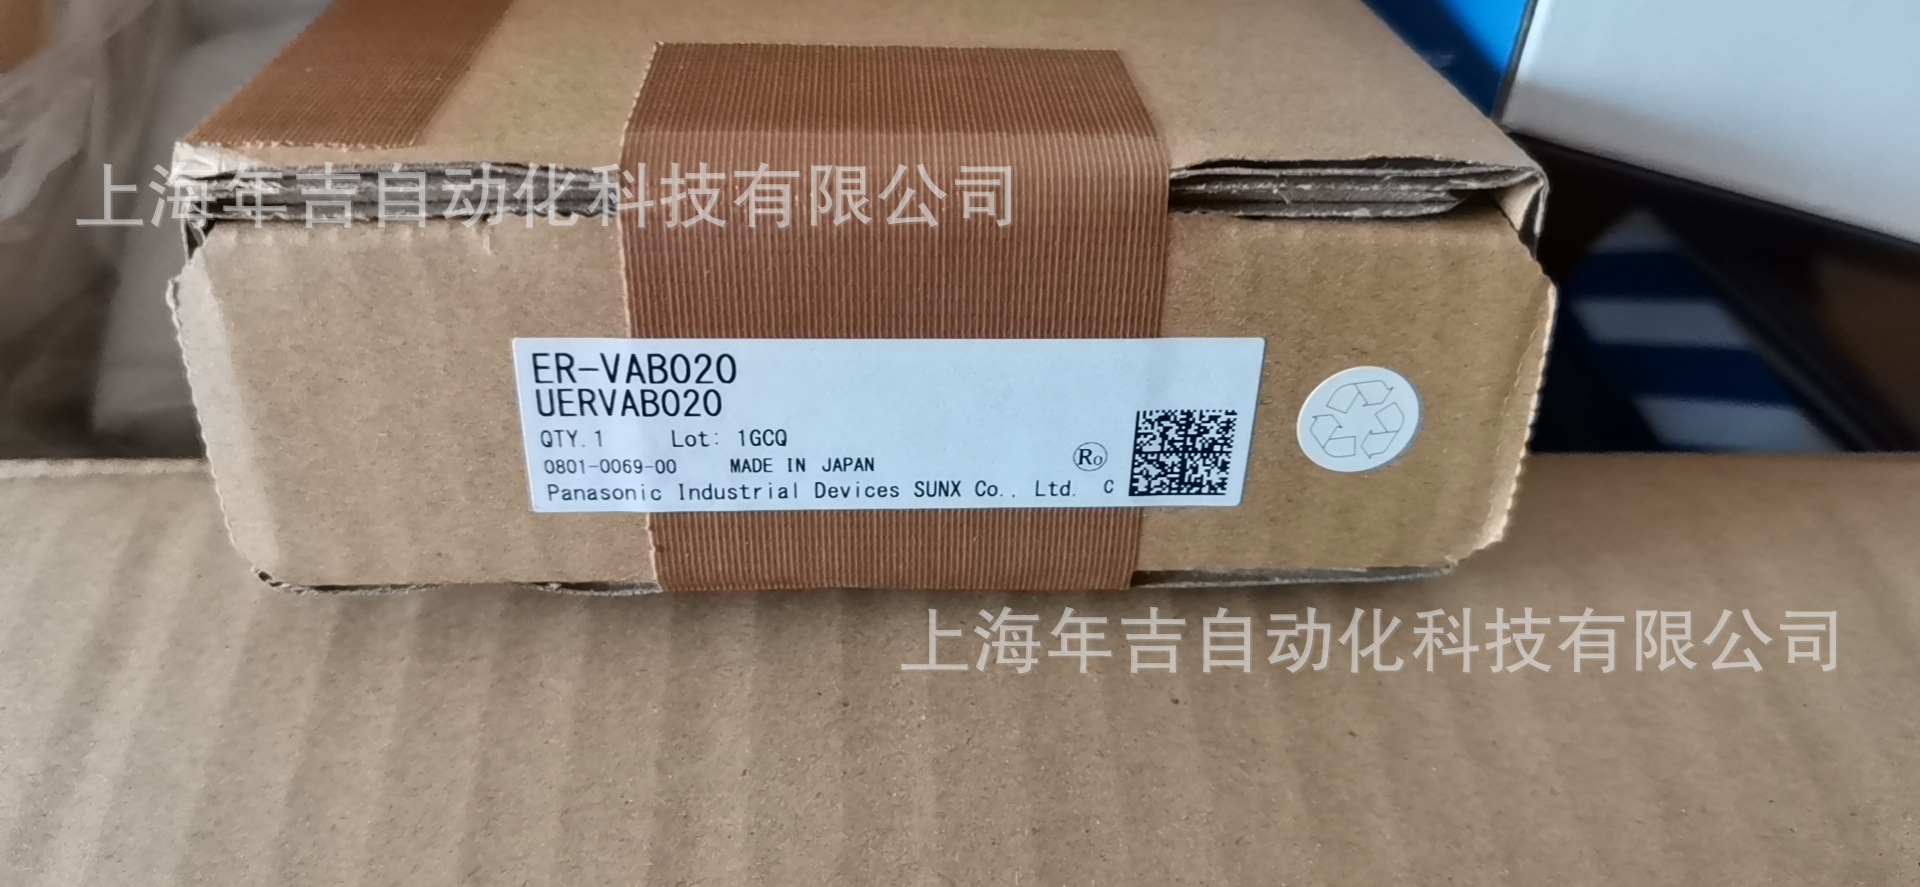 上海年吉自动化科技有限公司
ER-VAB020
UERVAB020
QTY.1 Lot: 1GCQ
0801-0069-00 MADE IN JAPAN Ro
Panasonic Industrial Devices SUNX Co., Ltd. C
上海年吉自动化科技有限公司